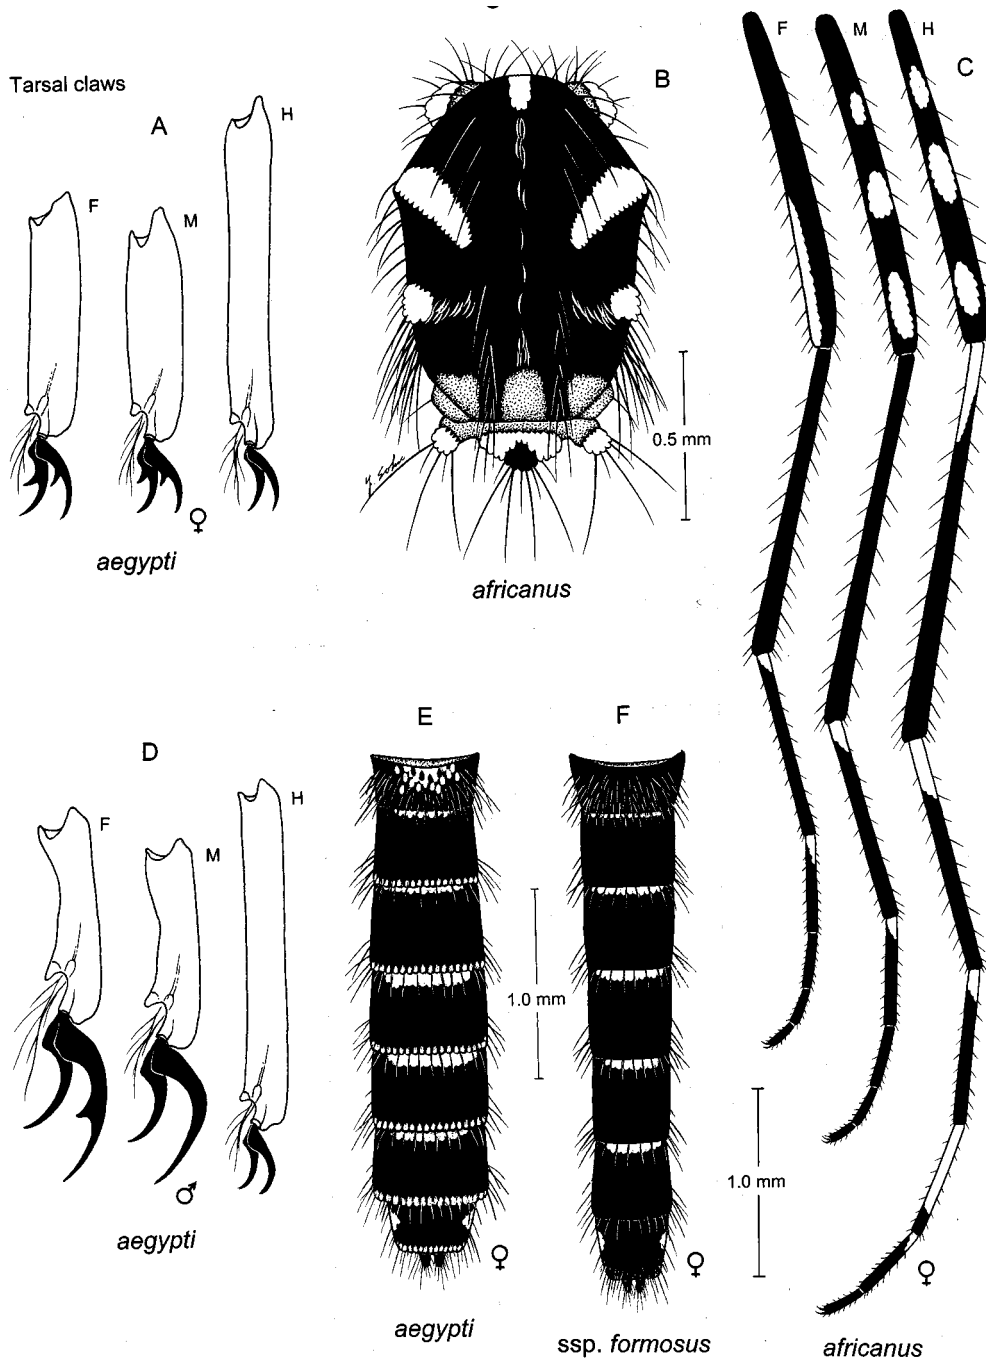 Tarsal claws
A
F
M
H
♀
aegypti
B
0.5 mm
africanus
F
M
H
C
D
F
M
H
♂
aegypti
E
F
1.0 mm
♀
aegypti
♀
ssp. formosus
1.0 mm
♀
africanus